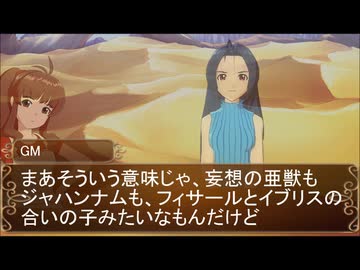 GM
まあそういう意味じゃ、妄想の亜獣も
ジャハンナムも、フィサールとイブリスの
合いの子みたいなもんだけど